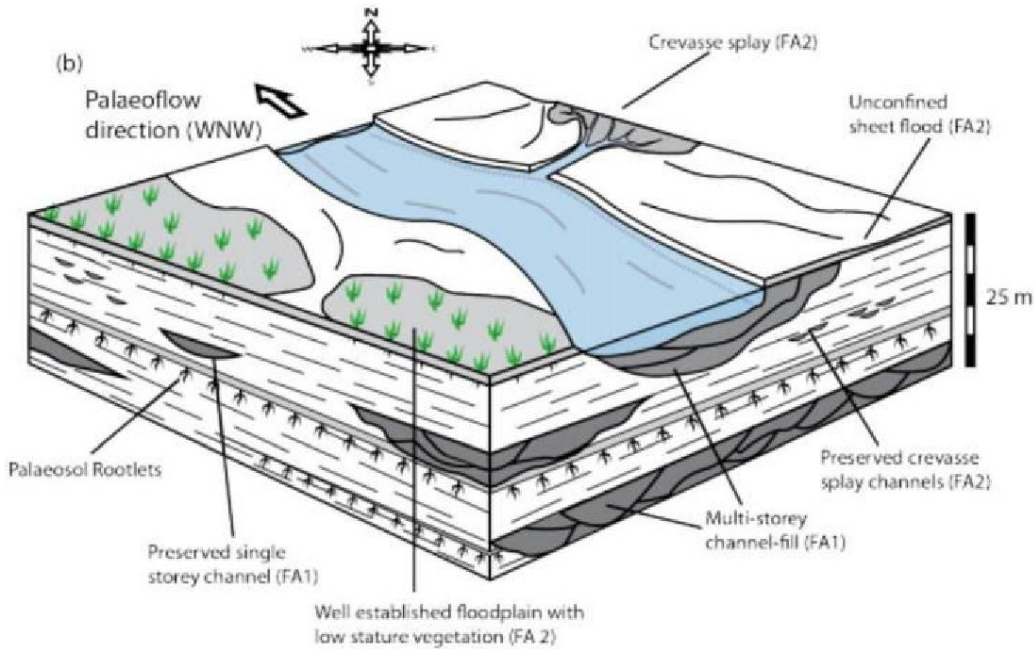 N
W
E
S
(b)
Palaeoflow
direction (WNW)
Crevasse splay (FA2)
Unconfined
sheet flood (FA2)
25 m
Palaeosol Rootlets
Preserved crevasse
splay channels (FA2)
Multi-storey
channel-fill (FA1)
Preserved single
storey channel (FA1)
Well established floodplain with
low stature vegetation (FA 2)